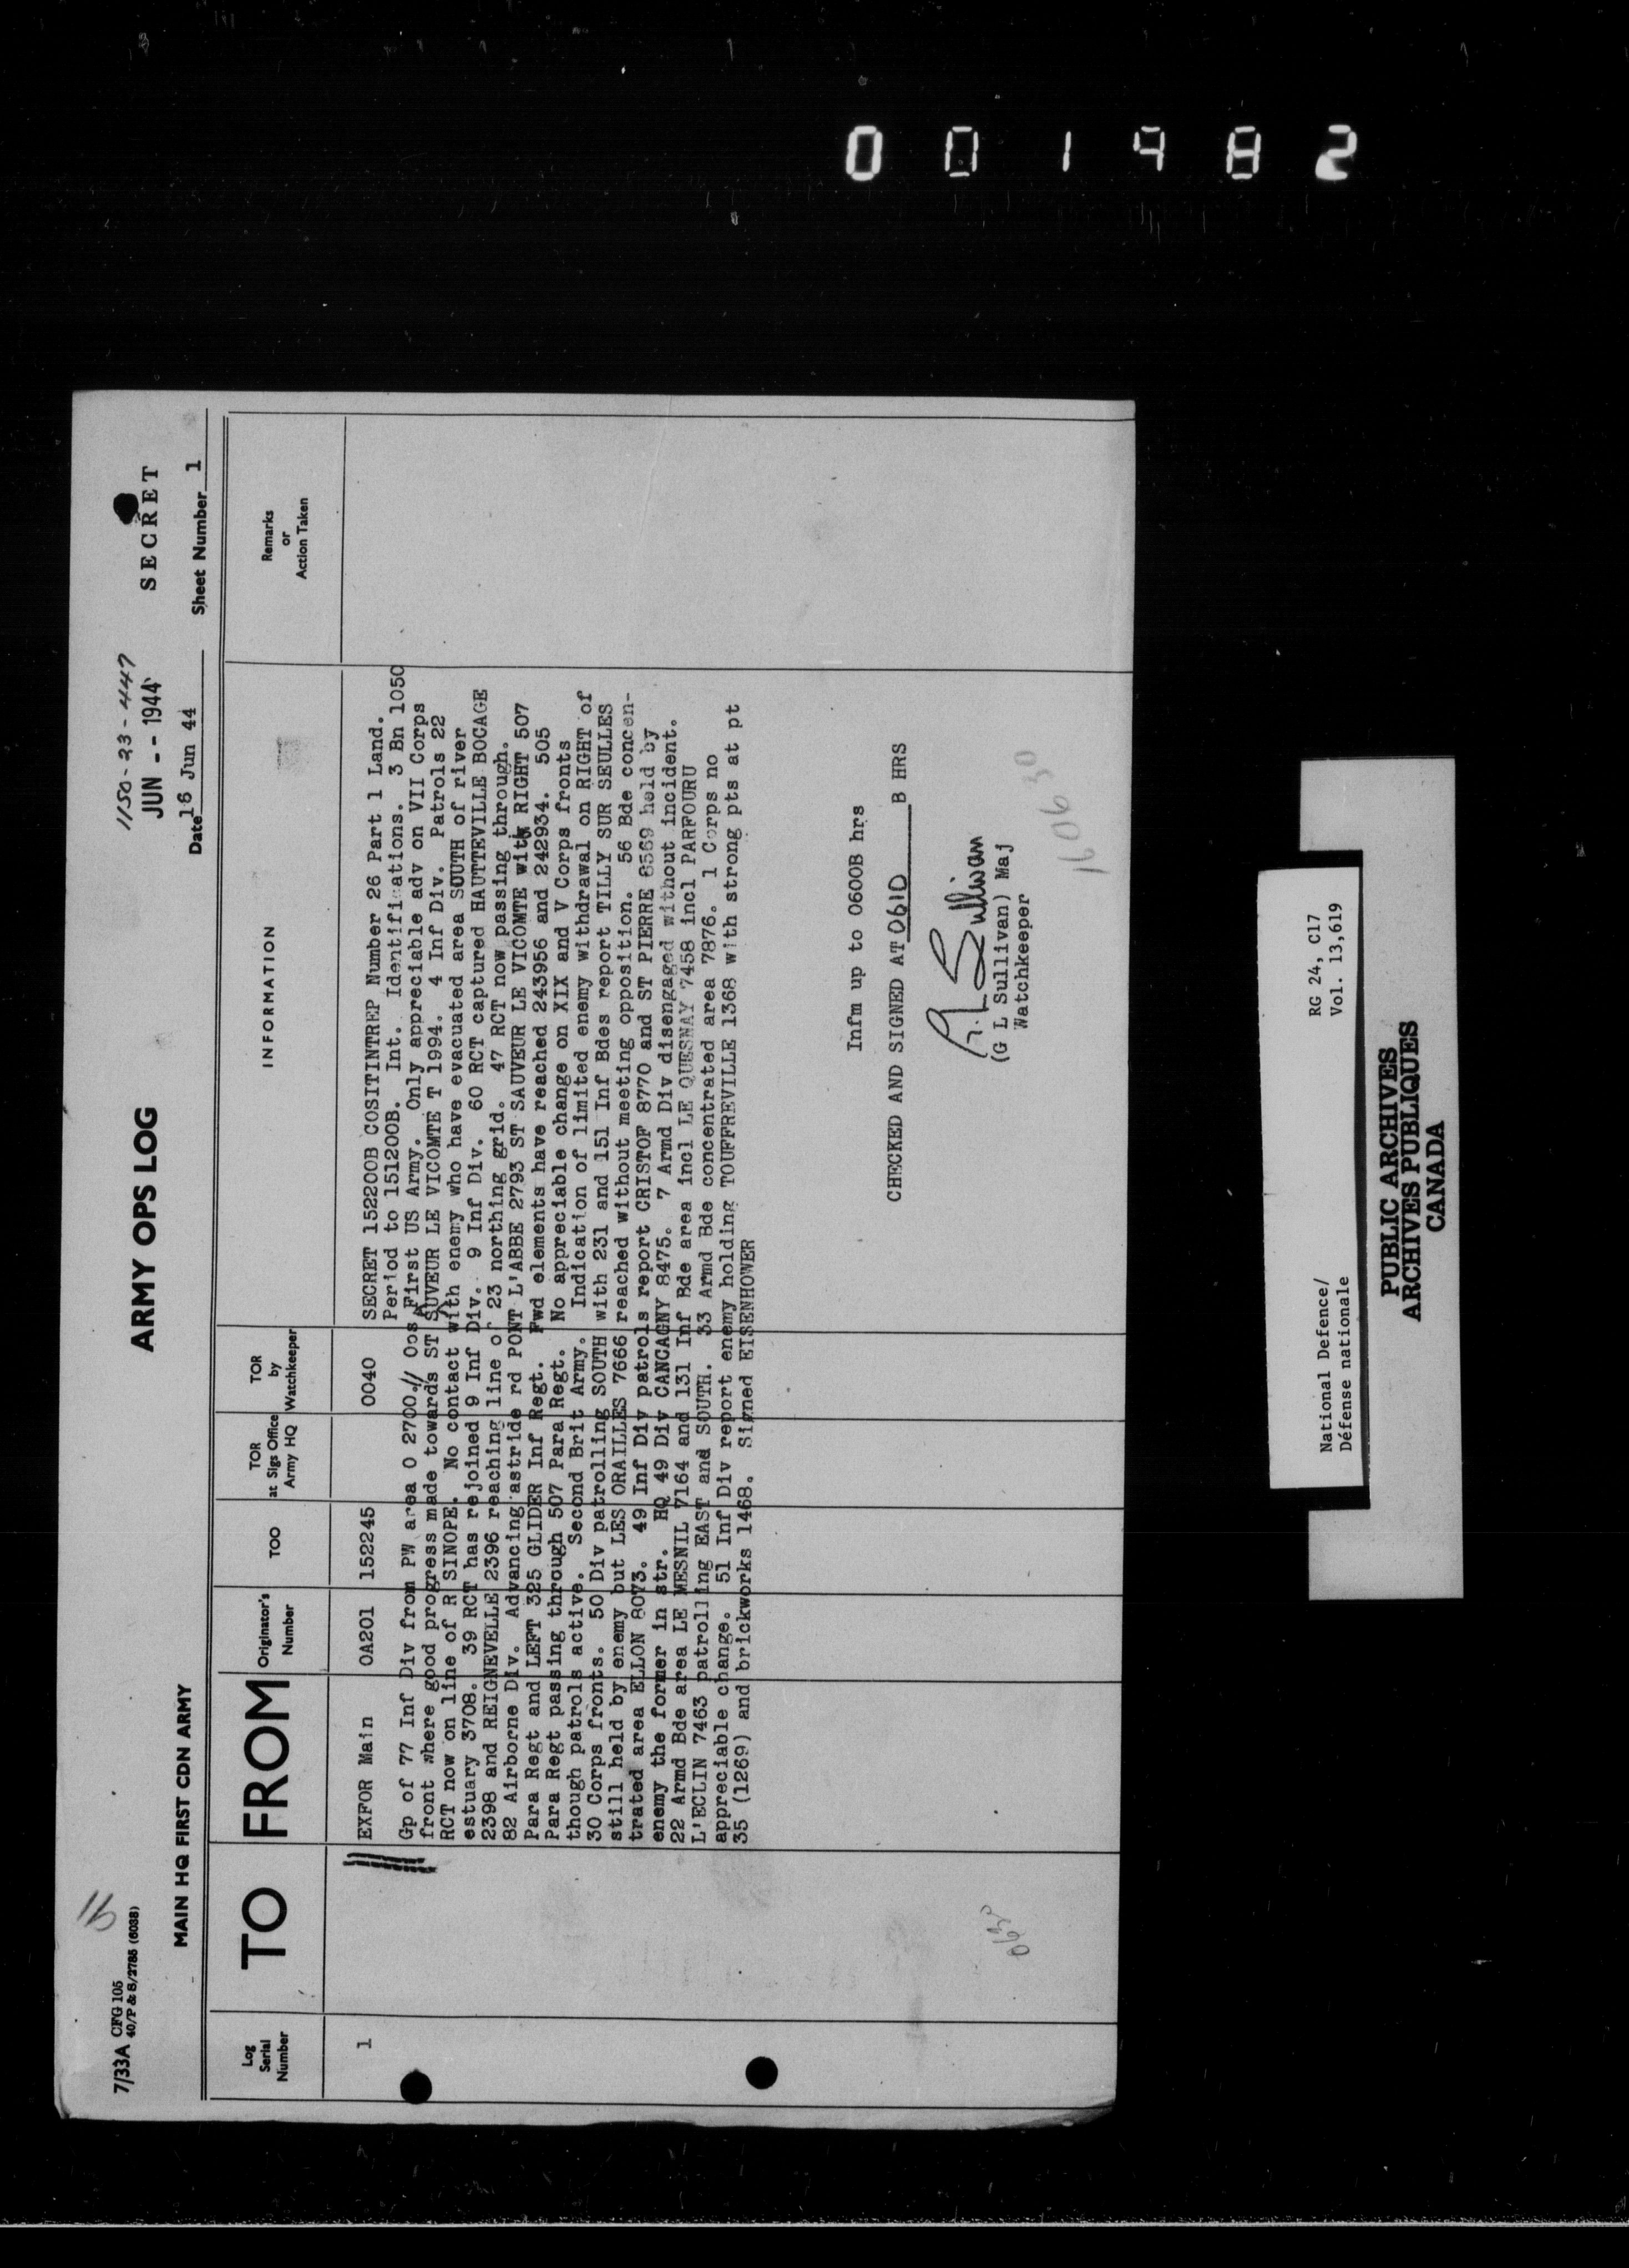 001482
7/33A CFG 105
40/P & S/2785 (6038)
16
1150-23-447
JUN - - 1944
SECRET
ARMY OPS LOG
MAIN HQ FIRST CDN ARMY
Date 16 Jun 44
Sheet Number 1
Log Serial Number
TO
FROM
Originator's Number
TOO
TOR at Sigs Office Army HQ
TOR by Watchkeeper
INFORMATION
Remarks or Action Taken
1 EXFOR Main 0A201 152245 0040 SECRET 152200B COSITINTREP Number 26 Part 1 Land.
Period to 151200B. Int. Identifications. 3 Bn 1050
Gp of 77 Inf Div from PW area O 2700.// Oos First US Army. Only appreciable adv on VII Corps
front where good progress made towards ST SUVEUR LE VICOMTE T 1994. 4 Inf Div. Patrols 22
RCT now on line of R SINOPE. No contact with enemy who have evacuated area SOUTH of river
estuary 3708. 39 RCT has rejoined 9 Inf Div. 9 Inf Div. 60 RCT captured HAUTTEVILLE BOCAGE
2398 and REIGNEVELLE 2396 reaching line of 23 northing grid. 47 RCT now passing through.
82 Airborne Div. Advancing astride rd PONT L'ABBE 2793 ST SAUVEUR LE VICOMTE with RIGHT 507
Para Regt and LEFT 325 GLIDER Inf Regt. Fwd elements have reached 243956 and 242934. 505
Para Regt passing through 507 Para Regt. No appreciable change on XIX and V Corps fronts
though patrols active. Second Brit Army. Indication of limited enemy withdrawal on RIGHT of
30 Corps fronts. 50 Div patrolling SOUTH with 231 and 151 Inf Bdes report TILLY SUR SEULLES
still held by enemy but LES ORAILLES 7666 reached without meeting opposition. 56 Bde concen-
trated area ELLON 8073. 49 Inf Div patrols report CRISTOF 8770 and ST PIERRE 8569 held by
enemy the former in str. HQ 49 Div CANCAGNY 8475. 7 Armd Div disengaged without incident.
22 Armd Bde area LE MESNIL 7164 and 131 Inf Bde area incl LE QUESNAY 7458 incl PARFOURU
L'ECLIN 7463 patrolling EAST and SOUTH. 33 Armd Bde concentrated area 7876. 1 Corps no
appreciable change. 51 Inf Div report enemy holding TOUFFREVILLE 1368 with strong pts at pt
35 (1269) and brickworks 1468. Signed EISENHOWER
Infm up to 0600B hrs
CHECKED AND SIGNED AT 0610 B HRS
G L Sullivan
(G L Sullivan) Maj
Watchkeeper
160630
0630
National Defence/
Défense nationale
RG 24, C17
Vol. 13,619
PUBLIC ARCHIVES
ARCHIVES PUBLIQUES
CANADA